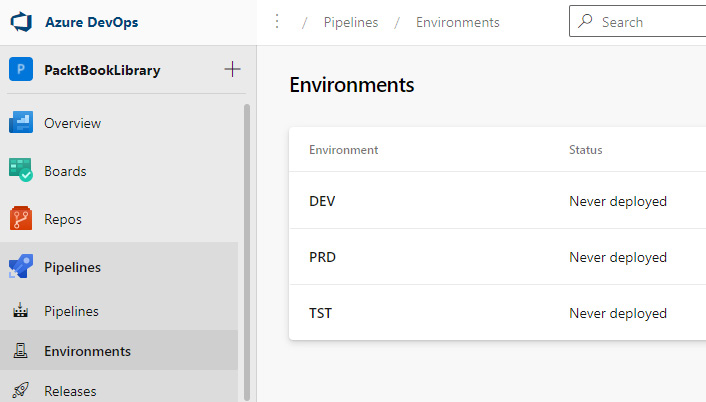 Azure DevOps
/ Pipelines / Environments
Search
P PacktBookLibrary
Overview
Boards
Repos
Pipelines
Pipelines
Environments
Releases
Environments
Environment Status
DEV Never deployed
PRD Never deployed
TST Never deployed